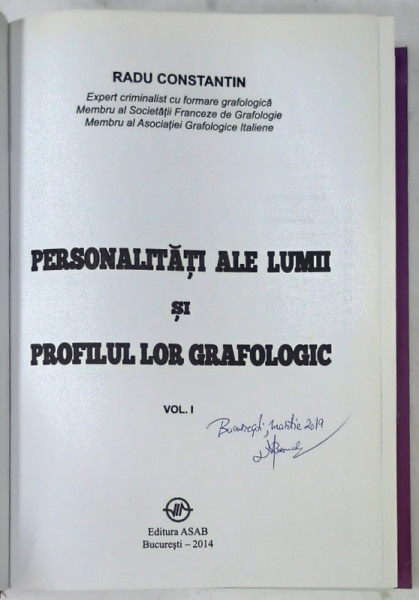 RADU CONSTANTIN
Expert criminalist cu formare grafologică
Membru al Societății Franceze de Grafologie
Membru al Asociației Grafologice Italiene
PERSONALITĂȚI ALE LUMII
ȘI
PROFILUL LOR GRAFOLOGIC
VOL. I
București, martie 2019
Editura ASAB
București – 2014